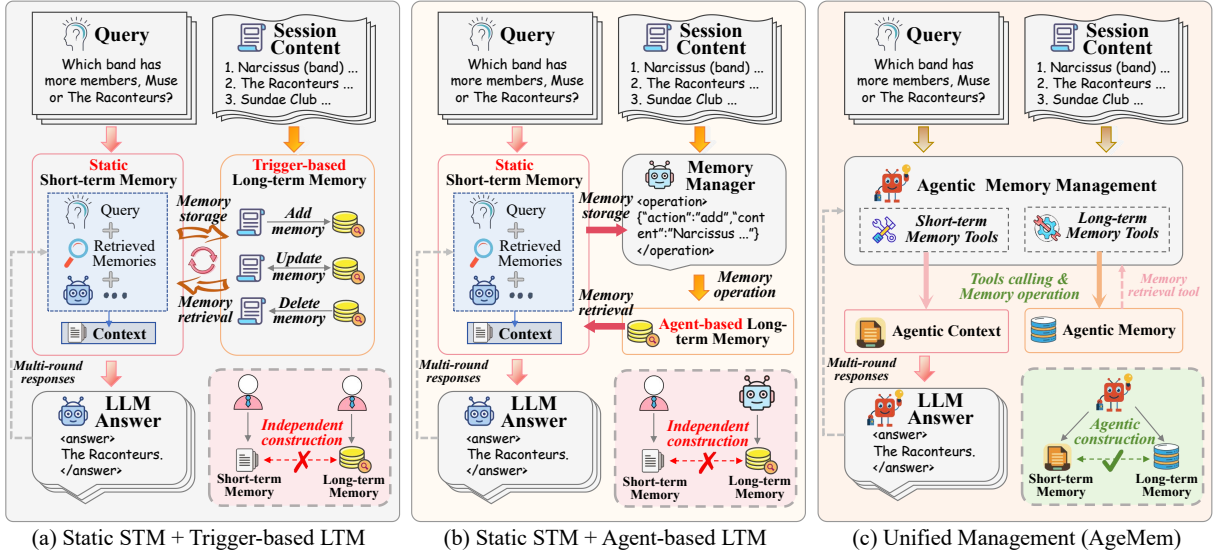 Query
Which band has
more members, Muse
or The Raconteurs?
Session
Content
1. Narcissus (band) ...
2. The Raconteurs ...
3. Sundae Club ...
Static
Short-term Memory
Query
+
Retrieved
Memories
+
+ ...
Context
Memory
storage
Memory
retrieval
Trigger-based
Long-term Memory
Add
memory
Update
memory
Delete
memory
Multi-round
responses
LLM
Answer
<answer>
The Raconteurs.
</answer>
Independent
construction
Short-term
Memory
Long-term
Memory
(a) Static STM + Trigger-based LTM
Query
Which band has
more members, Muse
or The Raconteurs?
Session
Content
1. Narcissus (band) ...
2. The Raconteurs ...
3. Sundae Club ...
Static
Short-term Memory
Query
+
Retrieved
Memories
+
+ ...
Context
Memory
storage
Memory
Manager
<operation>
{"action":"add","cont
ent":"Narcissus ..."}
</operation>
Memory
operation
Memory
retrieval
Agent-based Long-
term Memory
Multi-round
responses
LLM
Answer
<answer>
The Raconteurs.
</answer>
Independent
construction
Short-term
Memory
Long-term
Memory
(b) Static STM + Agent-based LTM
Query
Which band has
more members, Muse
or The Raconteurs?
Session
Content
1. Narcissus (band) ...
2. The Raconteurs ...
3. Sundae Club ...
Agentic Memory Management
Short-term
Memory Tools
Long-term
Memory Tools
Tools calling &
Memory operation
Memory
retrieval tool
Agentic Context
Agentic Memory
Multi-round
responses
LLM
Answer
<answer>
The Raconteurs.
</answer>
Agentic
construction
Short-term
Memory
Long-term
Memory
(c) Unified Management (AgeMem)